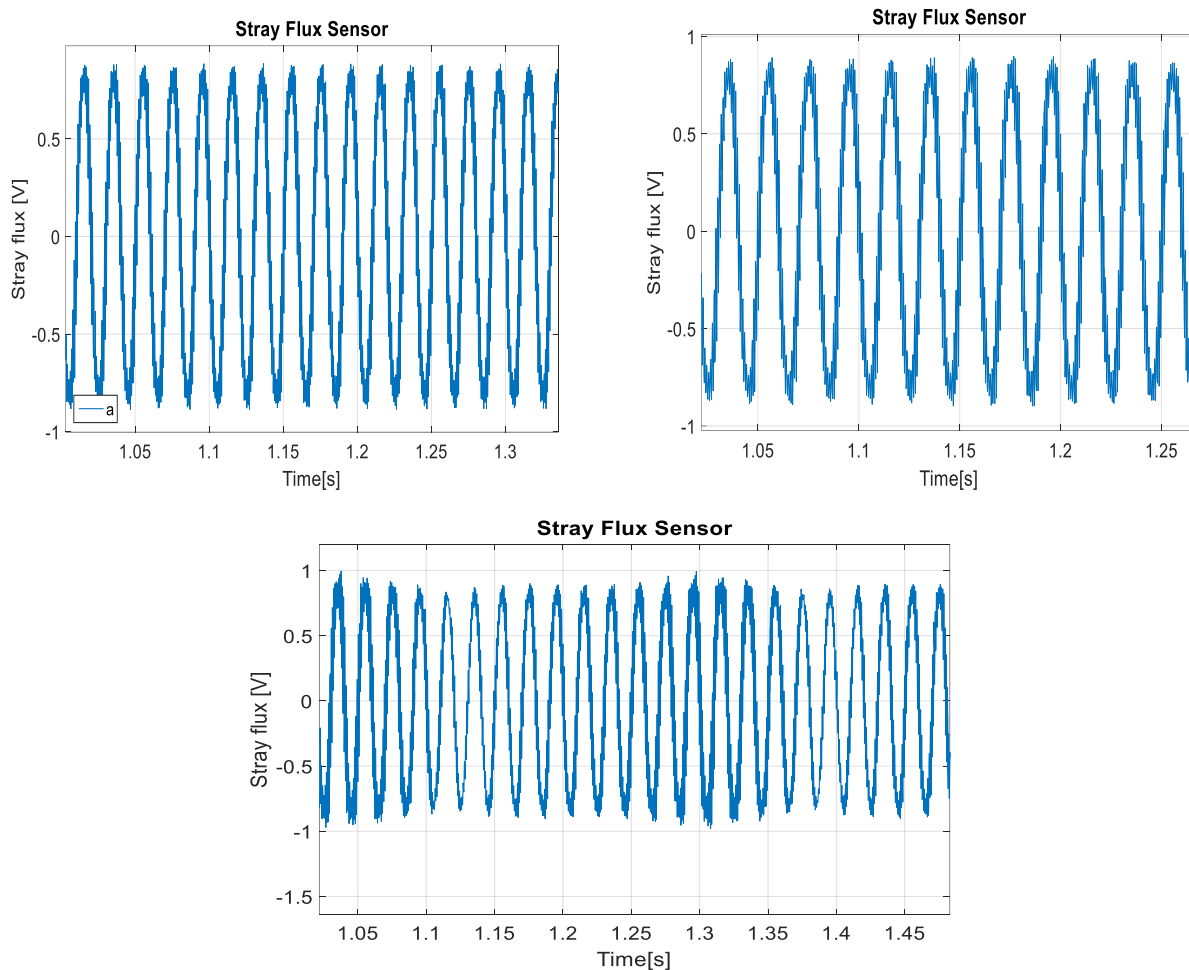 Stray Flux Sensor
Stray flux [V]
0.5
0
-0.5
-1
a
1.05 1.1 1.15 1.2 1.25 1.3
Time[s]
Stray Flux Sensor
Stray flux [V]
1
0.5
0
-0.5
-1
1.05 1.1 1.15 1.2 1.25
Time[s]
Stray Flux Sensor
Stray flux [V]
1
0.5
0
-0.5
-1
-1.5
1.05 1.1 1.15 1.2 1.25 1.3 1.35 1.4 1.45
Time[s]